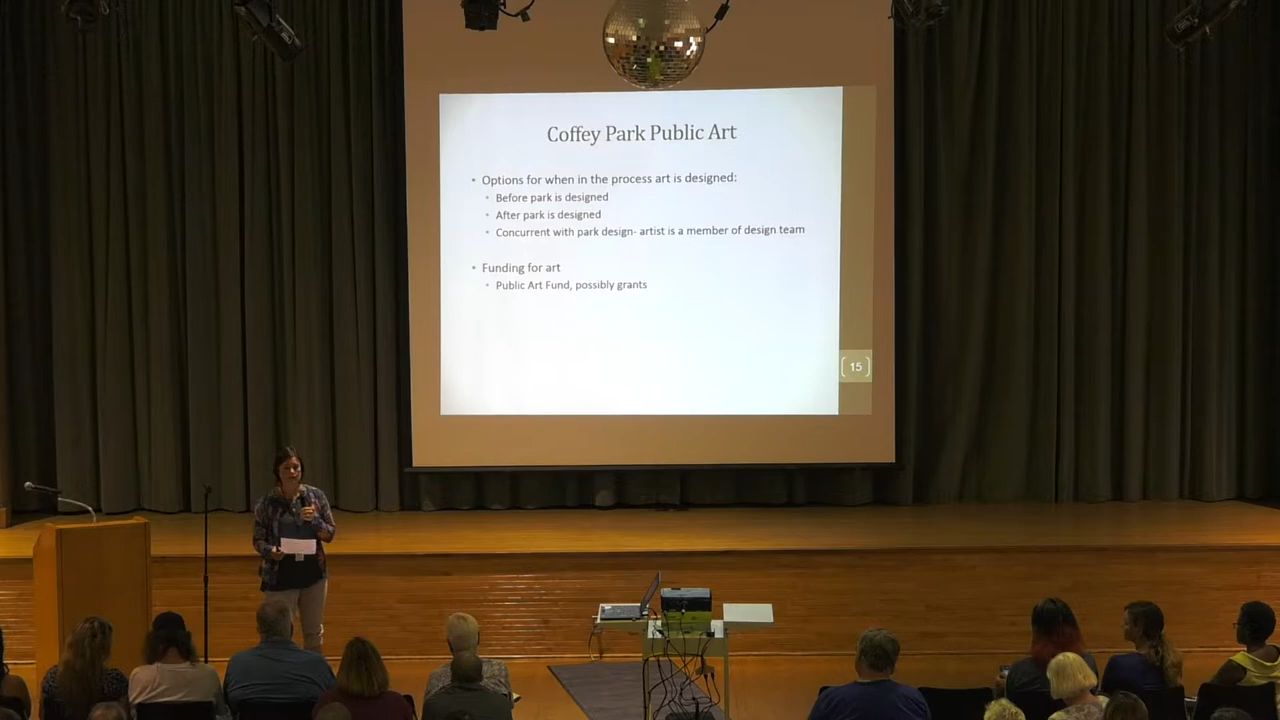 Coffey Park Public Art
• Options for when in the process art is designed:
• Before park is designed
• After park is designed
• Concurrent with park design- artist is a member of design team
• Funding for art
• Public Art Fund, possibly grants
[15]